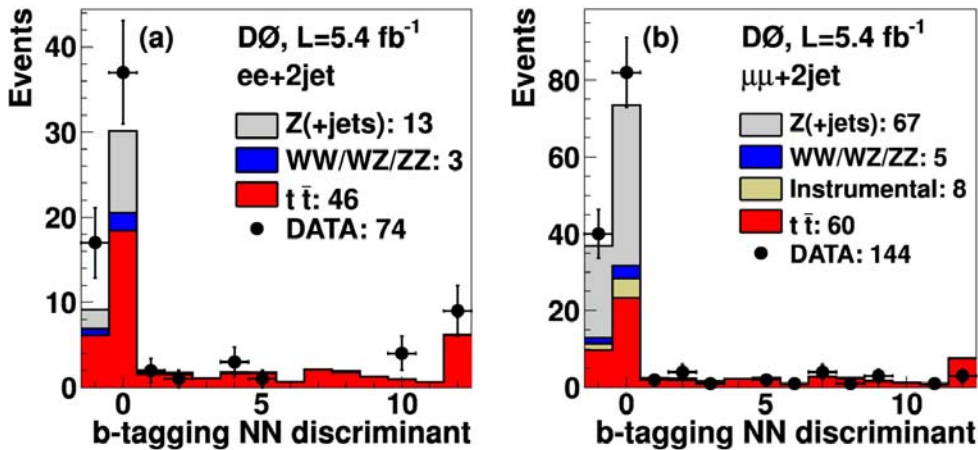 (a) DØ, L=5.4 fb⁻¹
ee+2jet
Z(+jets): 13
WW/WZ/ZZ: 3
t t̄: 46
DATA: 74
Events
40
30
20
10
0
0 5 10
b-tagging NN discriminant
(b) DØ, L=5.4 fb⁻¹
μμ+2jet
Z(+jets): 67
WW/WZ/ZZ: 5
Instrumental: 8
t t̄: 60
DATA: 144
Events
80
60
40
20
0
0 5 10
b-tagging NN discriminant